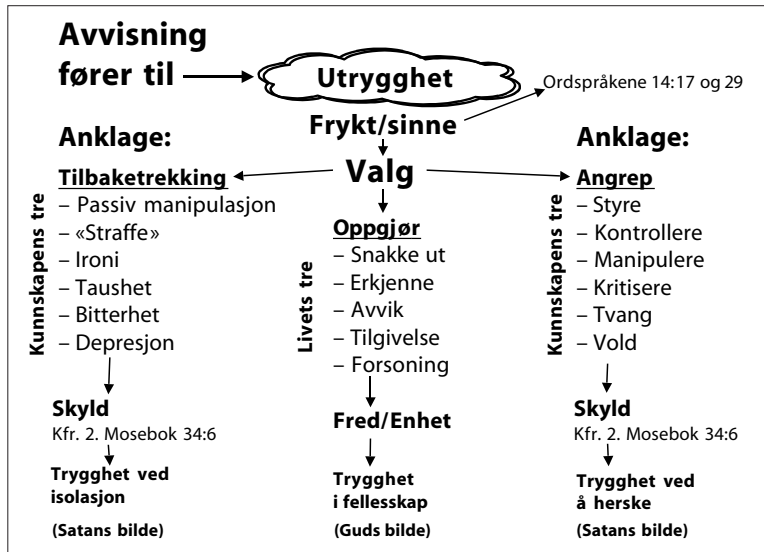 Avvisning
fører til
Utrygghet
Ordspråkene 14:17 og 29
Frykt/sinne
Valg
Anklage:
Tilbaketrekking
Kunnskapens tre
– Passiv manipulasjon
– «Straffe»
– Ironi
– Taushet
– Bitterhet
– Depresjon
Skyld
Kfr. 2. Mosebok 34:6
Trygghet ved
isolasjon
(Satans bilde)
Oppgjør
Livets tre
– Snakke ut
– Erkjenne
– Avvik
– Tilgivelse
– Forsoning
Fred/Enhet
Trygghet
i fellesskap
(Guds bilde)
Anklage:
Angrep
Kunnskapens tre
– Styre
– Kontrollere
– Manipulere
– Kritisere
– Tvang
– Vold
Skyld
Kfr. 2. Mosebok 34:6
Trygghet ved
å herske
(Satans bilde)